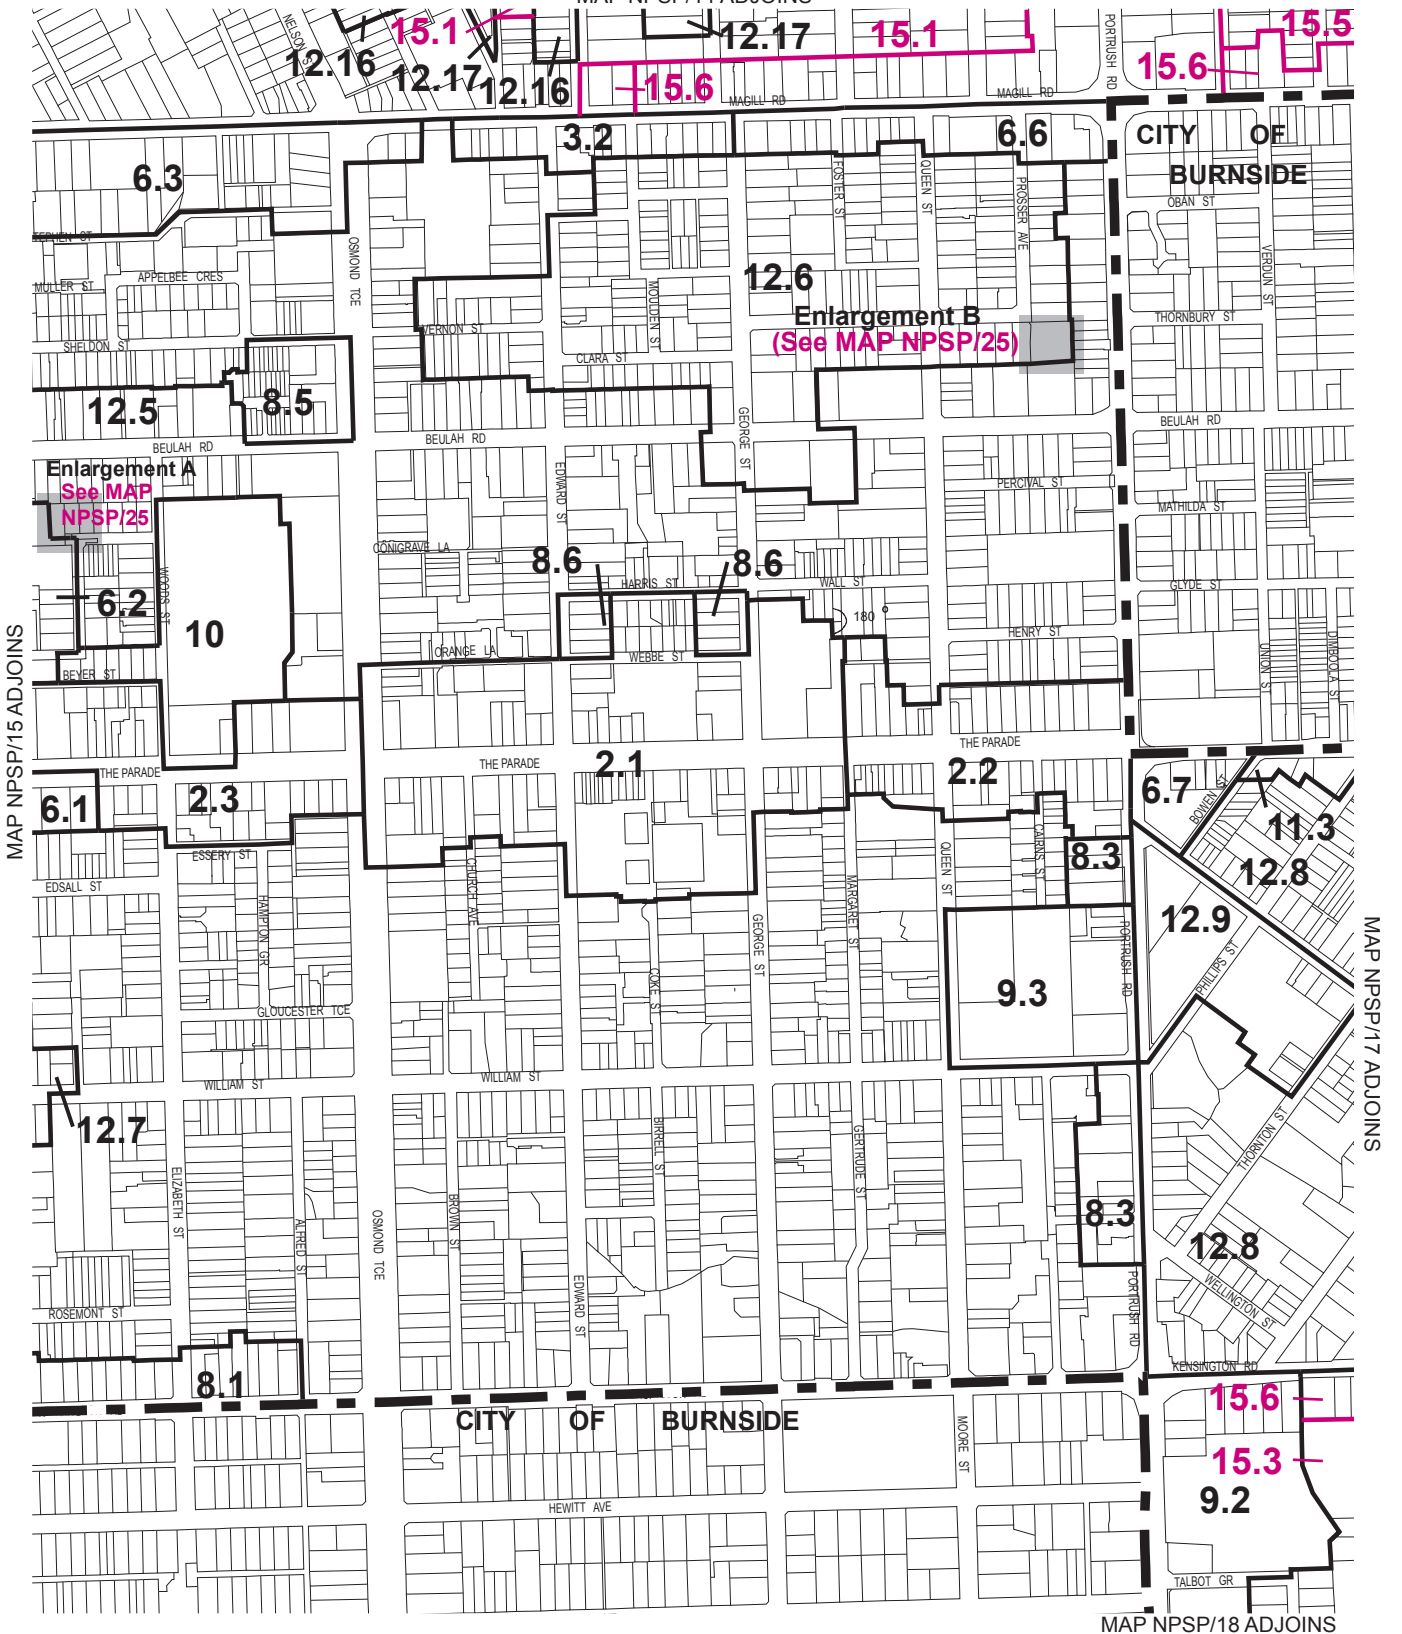 MAP NPSP/14 ADJOINS
NELSON ST
12.16
15.1
12.17
12.16
12.17
15.1
15.6
PORTRUSH RD
15.6
15.5
MAGILL RD
MAGILL RD
6.3
3.2
6.6
CITY OF
BURNSIDE
OBAN ST
STEPHEN ST
OSMOND TCE
FOSTER ST
QUEEN ST
PROSSER AVE
VERDUN ST
MULLER ST
APPELBEE CRES
MOULDEN ST
12.6
Enlargement B
(See MAP NPSP/25)
THORNBURY ST
SHELDON ST
VERNON ST
CLARA ST
12.5
8.5
BEULAH RD
BEULAH RD
GEORGE ST
BEULAH RD
Enlargement A
See MAP
NPSP/25
EDWARD ST
PERCIVAL ST
MATHILDA ST
CONIGRAVE LA
8.6
8.6
HARRIS ST
WALL ST
GLYDE ST
WOODS ST
6.2
10
180 °
HENRY ST
ORANGE LA
WEBBE ST
UNION ST
DIMBOOLA ST
BEYER ST
MAP NPSP/15 ADJOINS
THE PARADE
THE PARADE
THE PARADE
2.1
2.2
6.1
2.3
6.7
BOWEN ST
11.3
12.8
ESSERY ST
EDSALL ST
CHURCH AVE
QUEEN ST
CAIRNS ST
8.3
HAMPTON GR
GEORGE ST
MARGARET ST
PORTRUSH RD
12.9
PHILLIPS ST
MAP NPSP/17 ADJOINS
COKE ST
9.3
GLOUCESTER TCE
WILLIAM ST
WILLIAM ST
12.7
BIRRELL ST
GERTRUDE ST
THORNTON ST
ELIZABETH ST
ALFRED ST
OSMOND TCE
BROWN ST
8.3
12.8
EDWARD ST
PORTRUSH RD
WELLINGTON ST
ROSEMONT ST
KENSINGTON RD
8.1
CITY OF BURNSIDE
15.6
MOORE ST
15.3
9.2
HEWITT AVE
TALBOT GR
MAP NPSP/18 ADJOINS